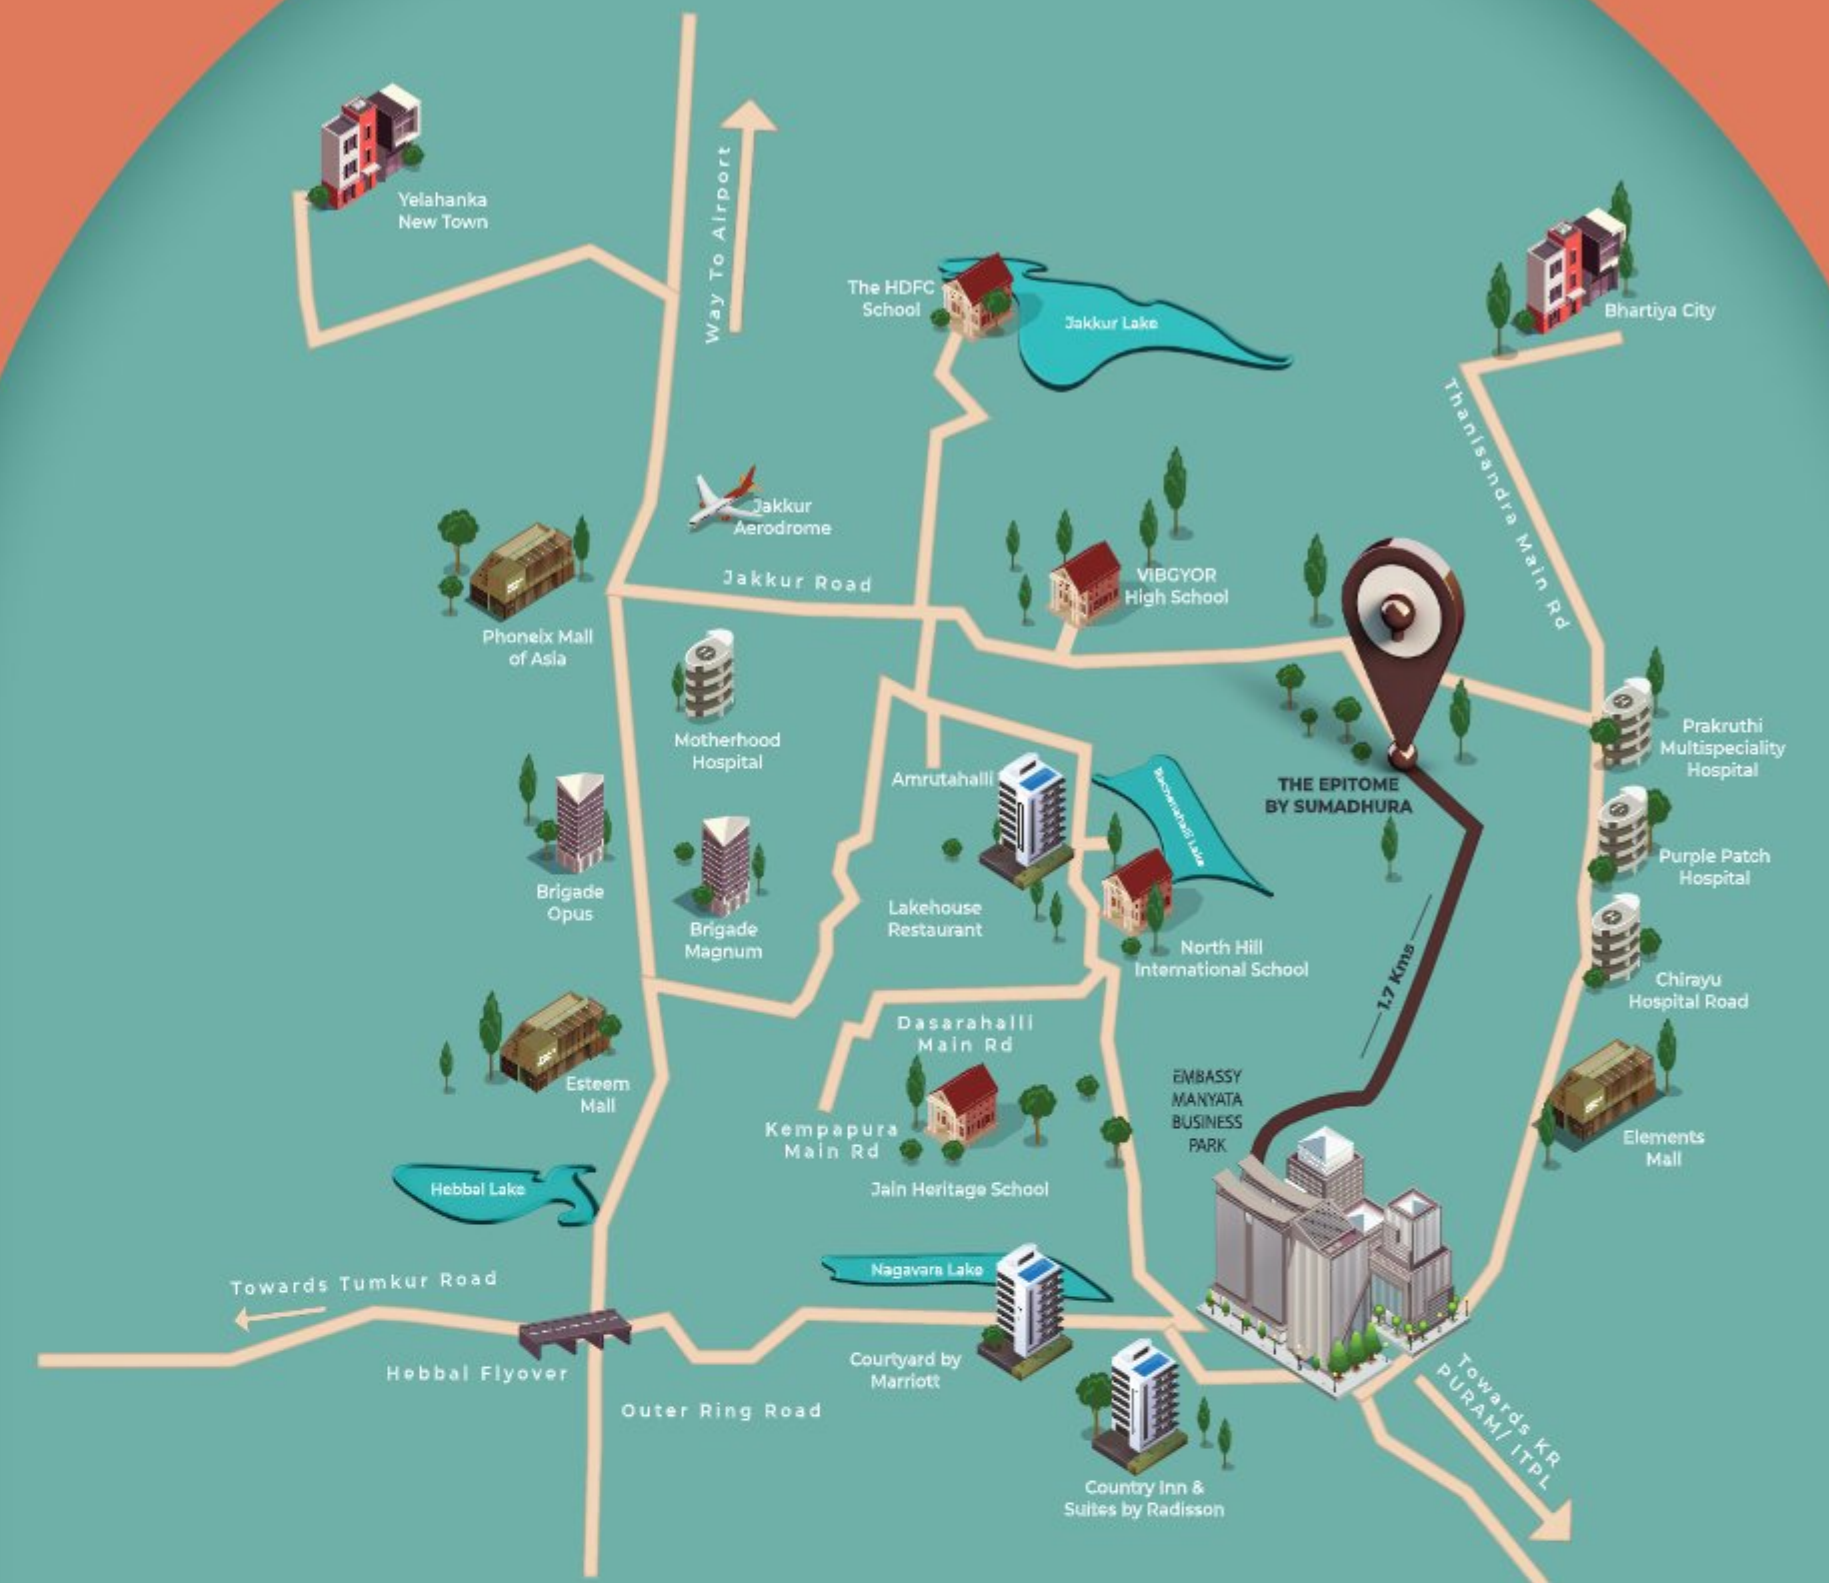 Yelahanka
New Town
Way To Airport
The HDFC
School
Jakkur Lake
Bhartiya City
Thanisandra Main Rd
Jakkur
Aerodrome
Jakkur Road
VIBGYOR
High School
Phoneix Mall
of Asia
Motherhood
Hospital
Prakruthi
Multispeciality
Hospital
Amrutahalli
Rachenahalli Lake
THE EPITOME
BY SUMADHURA
Purple Patch
Hospital
Brigade
Opus
Brigade
Magnum
Lakehouse
Restaurant
North Hill
International School
1.7 Kms
Chirayu
Hospital Road
Dasarahalli
Main Rd
Esteem
Mall
EMBASSY
MANYATA
BUSINESS
PARK
Kempapura
Main Rd
Elements
Mall
Jain Heritage School
Hebbal Lake
Nagavara Lake
Towards Tumkur Road
Hebbal Flyover
Courtyard by
Marriott
Outer Ring Road
Towards KR
PURAM/ ITPL
Country Inn &
Suites by Radisson